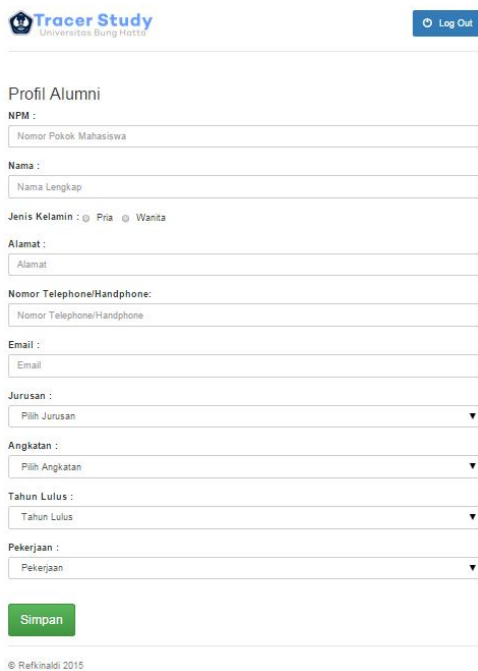 Tracer Study
Universitas Bung Hatta
Log Out
Profil Alumni
NPM :
Nomor Pokok Mahasiswa
Nama :
Nama Lengkap
Jenis Kelamin : Pria Wanita
Alamat :
Alamat
Nomor Telephone/Handphone:
Nomor Telephone/Handphone
Email :
Email
Jurusan :
Pilih Jurusan
Angkatan :
Pilih Angkatan
Tahun Lulus :
Tahun Lulus
Pekerjaan :
Pekerjaan
Simpan
© Refkinaldi 2015